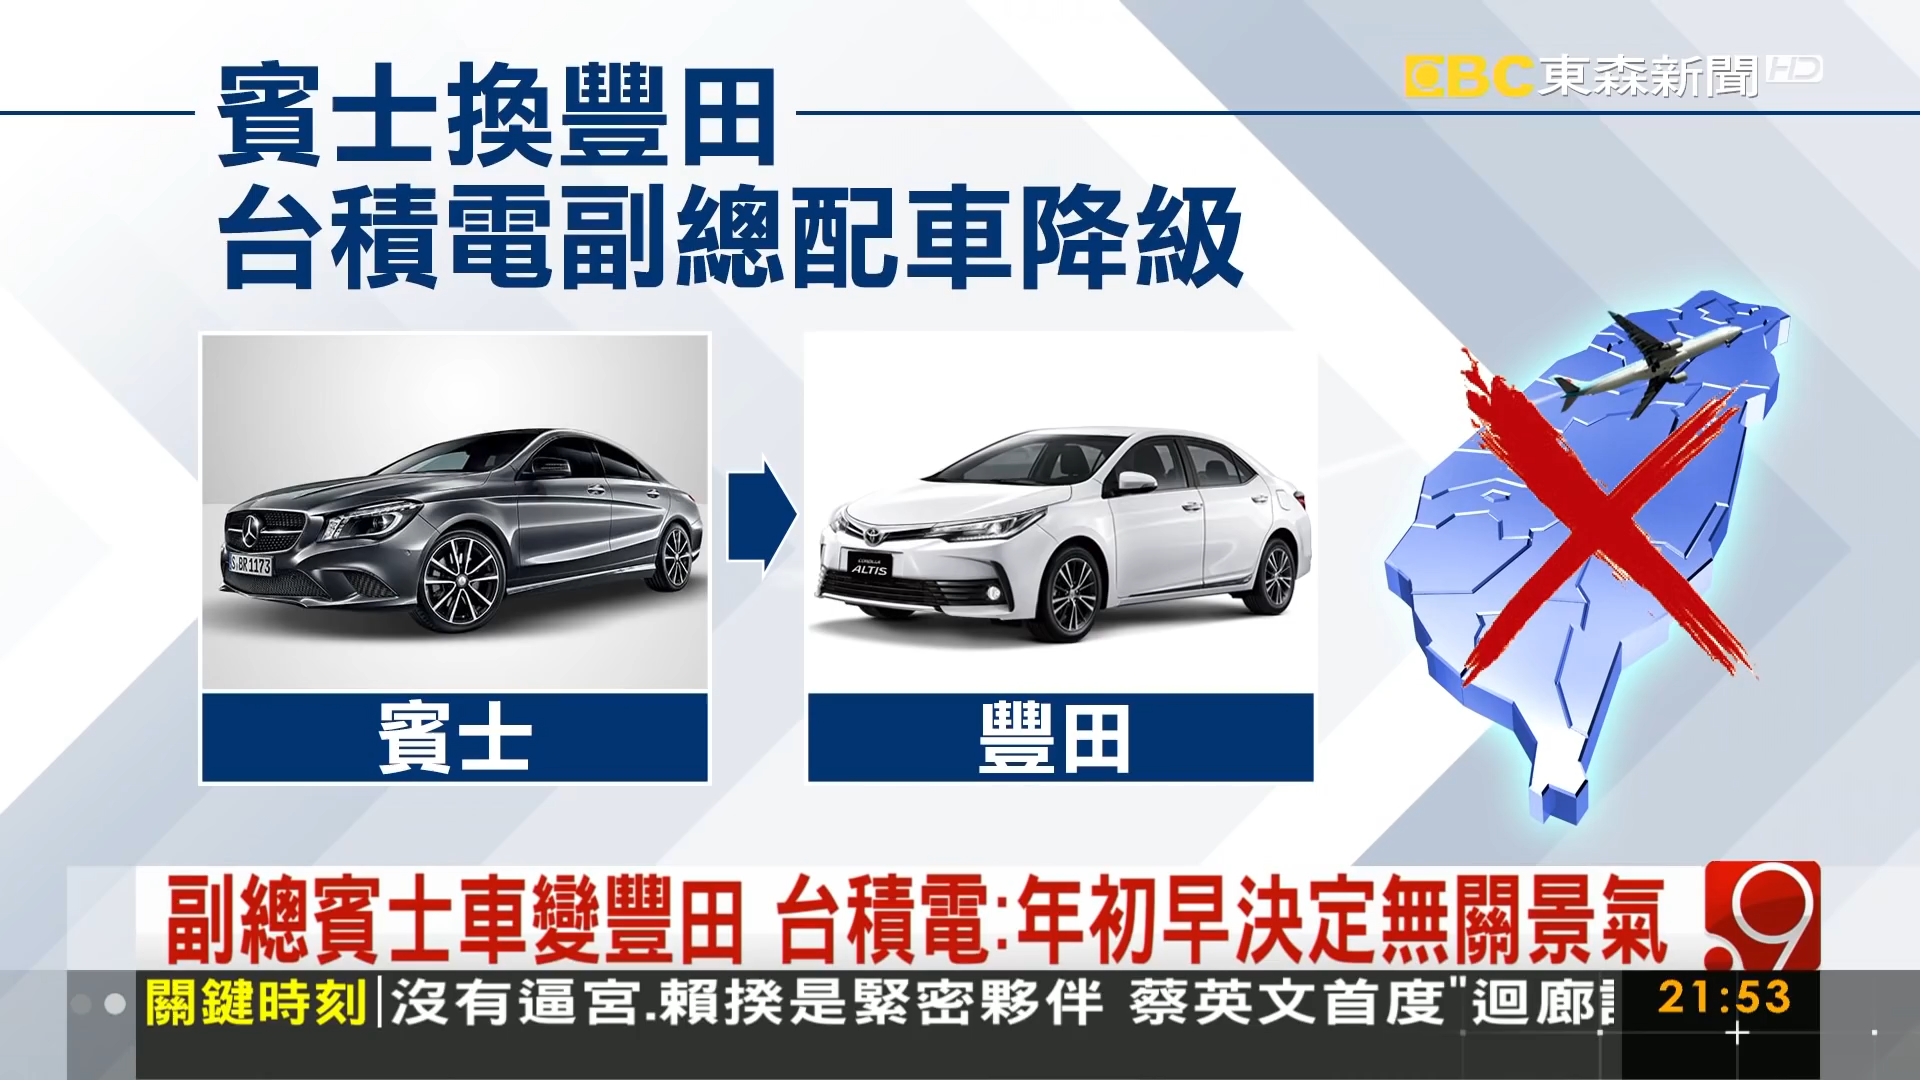 賓士換豐田
EBC東森新聞HD
台積電副總配車降級
S BR1173
COROLLA
ALTIS
賓士
豐田
副總賓士車變豐田 台積電:年初早決定無關景氣
9
關鍵時刻 沒有逼宮.賴揆是緊密夥伴 蔡英文首度"迴廊
21:53